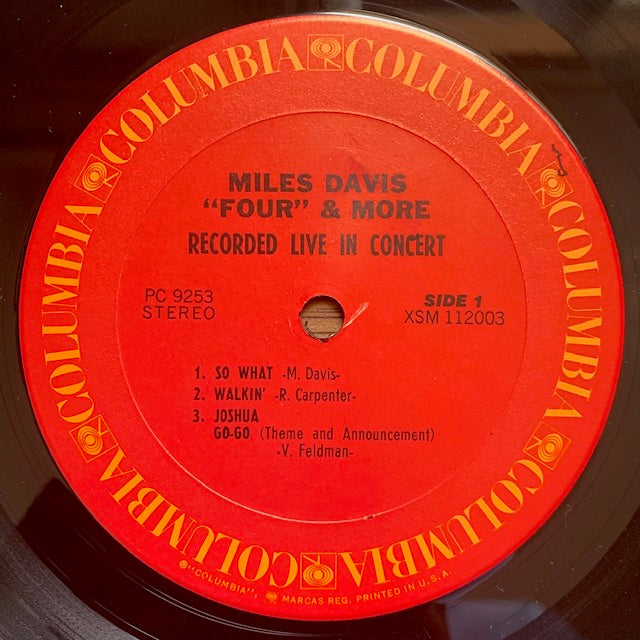 COLUMBIA COLUMBIA COLUMBIA COLUMBIA COLUMBIA COLUMBIA COLUMBIA COLUMBIA
MILES DAVIS
"FOUR" & MORE
RECORDED LIVE IN CONCERT
PC 9253 SIDE 1
STEREO XSM 112003
1. SO WHAT -M. Davis-
2. WALKIN' -R. Carpenter-
3. JOSHUA
GO-GO (Theme and Announcement)
-V. Feldman-
®"COLUMBIA", MARCAS REG. PRINTED IN U.S.A.